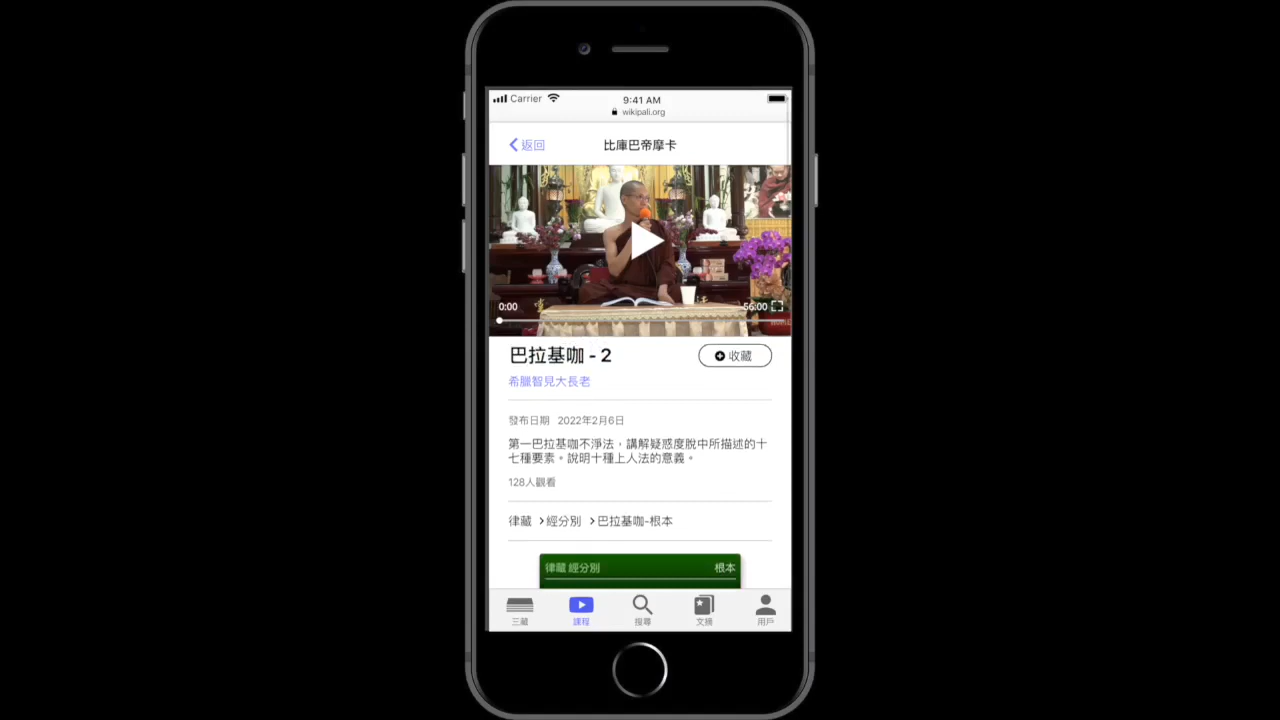 Carrier
9:41 AM
wikipali.org
返回
比庫巴帝摩卡
0:00
56:00
巴拉基咖 - 2
收藏
希臘智見大長老
發布日期 2022年2月6日
第一巴拉基咖不淨法，講解疑惑度脫中所描述的十
七種要素。說明十種上人法的意義。
128人觀看
律藏 >經分別 >巴拉基咖-根本
律藏 經分別
根本
三藏
課程
搜尋
文摘
用戶